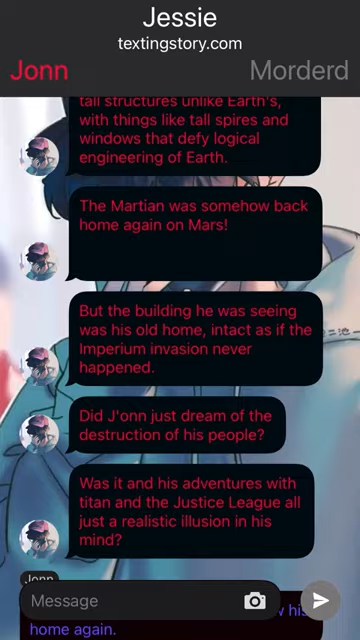 Jessie
textingstory.com
Jonn Morderd
tall structures unlike Earth's,
with things like tall spires and
windows that defy logical
engineering of Earth.
The Martian was somehow back
home again on Mars!
But the building he was seeing
was his old home, intact as if the
Imperium invasion never
happened.
Did J'onn just dream of the
destruction of his people?
Was it and his adventures with
titan and the Justice League all
just a realistic illusion in his
mind?
Jonn
Message
his
home again.